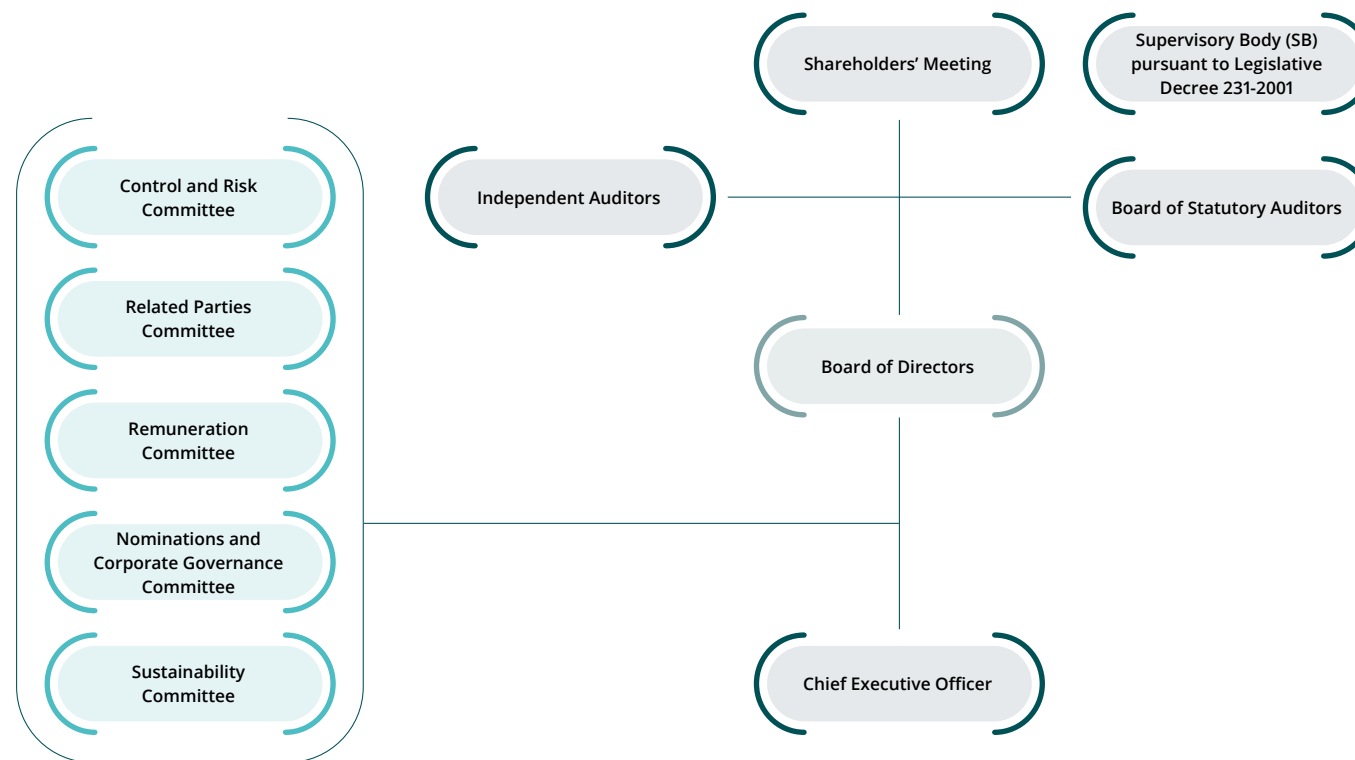 Shareholders’ Meeting
Supervisory Body (SB)
pursuant to Legislative
Decree 231-2001
Control and Risk
Committee
Independent Auditors
Board of Statutory Auditors
Related Parties
Committee
Board of Directors
Remuneration
Committee
Nominations and
Corporate Governance
Committee
Sustainability
Committee
Chief Executive Officer